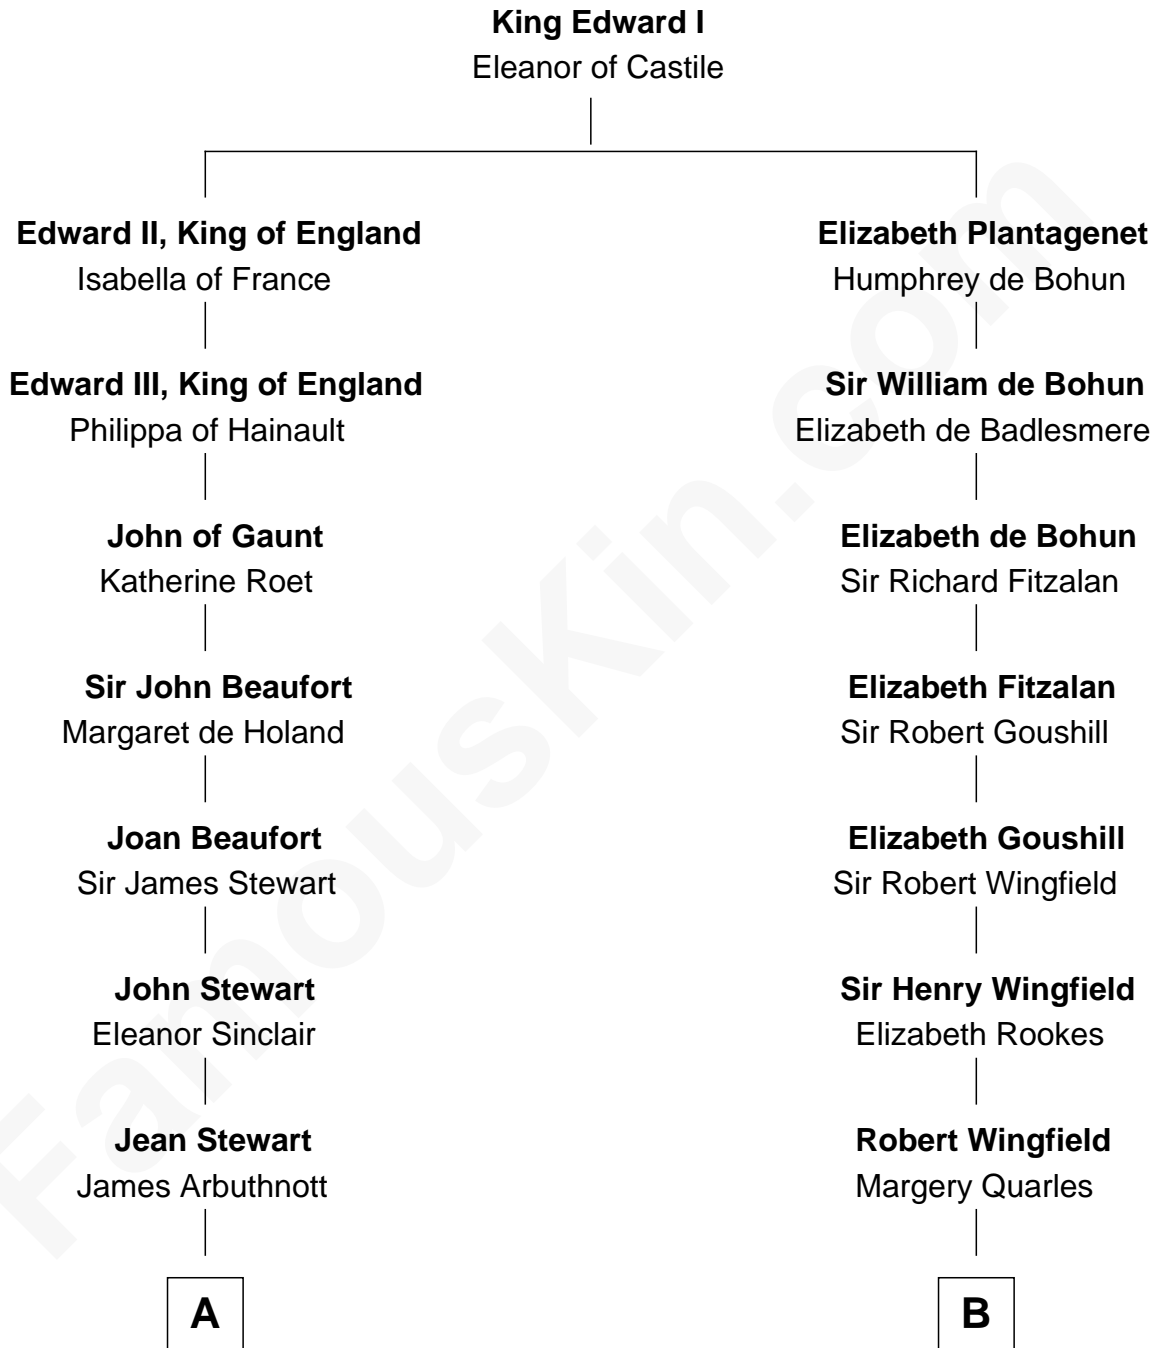 King Edward I
Eleanor of Castile
Edward II, King of England
Isabella of France
Elizabeth Plantagenet
Humphrey de Bohun
Edward III, King of England
Philippa of Hainault
Sir William de Bohun
Elizabeth de Badlesmere
John of Gaunt
Katherine Roet
Elizabeth de Bohun
Sir Richard Fitzalan
Sir John Beaufort
Margaret de Holand
Elizabeth Fitzalan
Sir Robert Goushill
Joan Beaufort
Sir James Stewart
Elizabeth Goushill
Sir Robert Wingfield
John Stewart
Eleanor Sinclair
Sir Henry Wingfield
Elizabeth Rookes
Jean Stewart
James Arbuthnott
Robert Wingfield
Margery Quarles
A
B
FamousKin.com